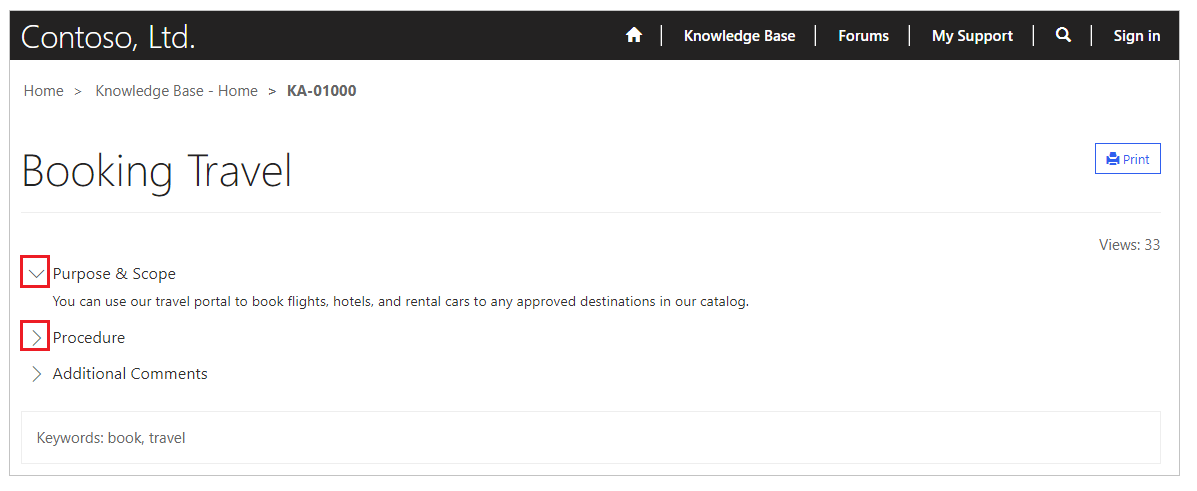 Contoso, Ltd.
Knowledge Base
Forums
My Support
Sign in
Home > Knowledge Base - Home > KA-01000
Booking Travel
Print
Views: 33
Purpose & Scope
You can use our travel portal to book flights, hotels, and rental cars to any approved destinations in our catalog.
Procedure
Additional Comments
Keywords: book, travel